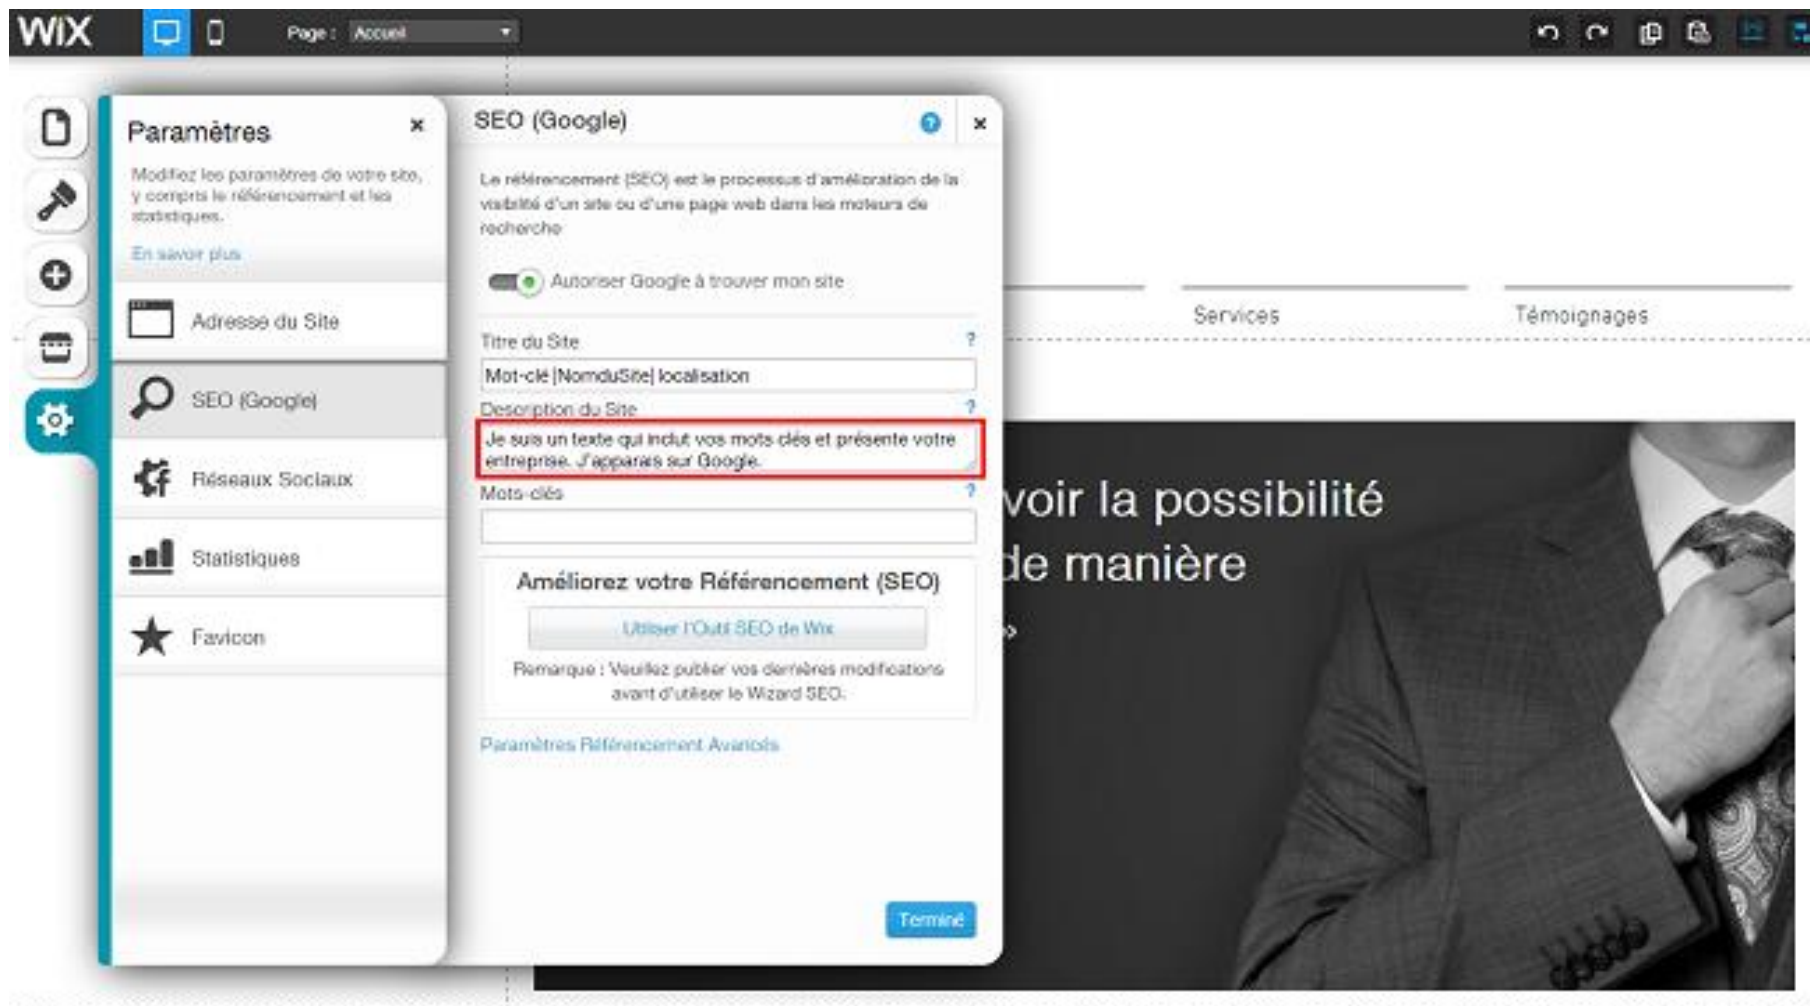 WIX
Page : Accueil
Paramètres
Modifiez les paramètres de votre site,
y compris le référencement et les
statistiques.
En savoir plus
Adresse du Site
SEO (Google)
Réseaux Sociaux
Statistiques
Favicon
SEO (Google)
Le référencement (SEO) est le processus d'amélioration de la
visibilité d'un site ou d'une page web dans les moteurs de
recherche
Autoriser Google à trouver mon site
Titre du Site
Mot-clé |NomduSite| localisation
Description du Site
Je suis un texte qui inclut vos mots clés et présente votre
entreprise. J'apparais sur Google.
Mots-clés
Améliorez votre Référencement (SEO)
Utiliser l'Outil SEO de Wix
Remarque : Veuillez publier vos dernières modifications
avant d'utiliser le Wizard SEO.
Paramètres Référencement Avancés
Terminé
Services
Témoignages
voir la possibilité
de manière
»